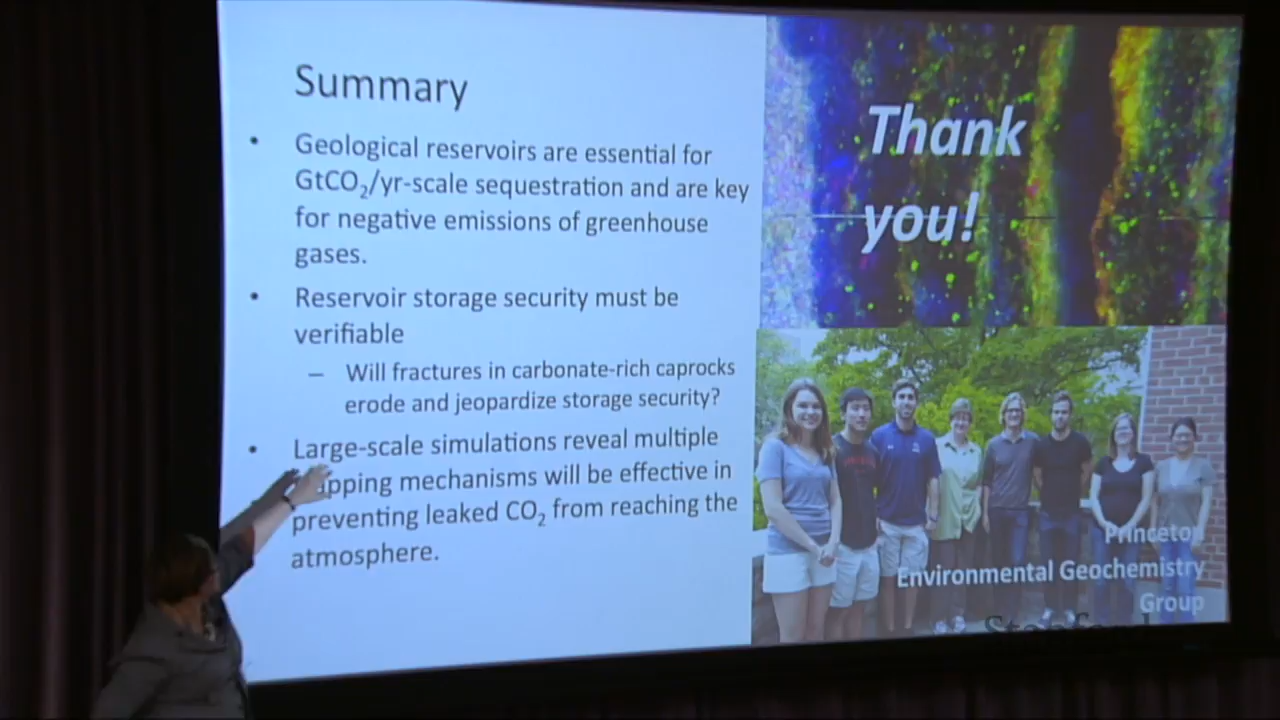 Summary
• Geological reservoirs are essential for
GtCO₂/yr-scale sequestration and are key
for negative emissions of greenhouse
gases.
• Reservoir storage security must be
verifiable
– Will fractures in carbonate-rich caprocks
erode and jeopardize storage security?
• Large-scale simulations reveal multiple
mechanisms will be effective in
preventing leaked CO₂ from reaching the
atmosphere.
Thank
you!
Princeton
Environmental Geochemistry
Group